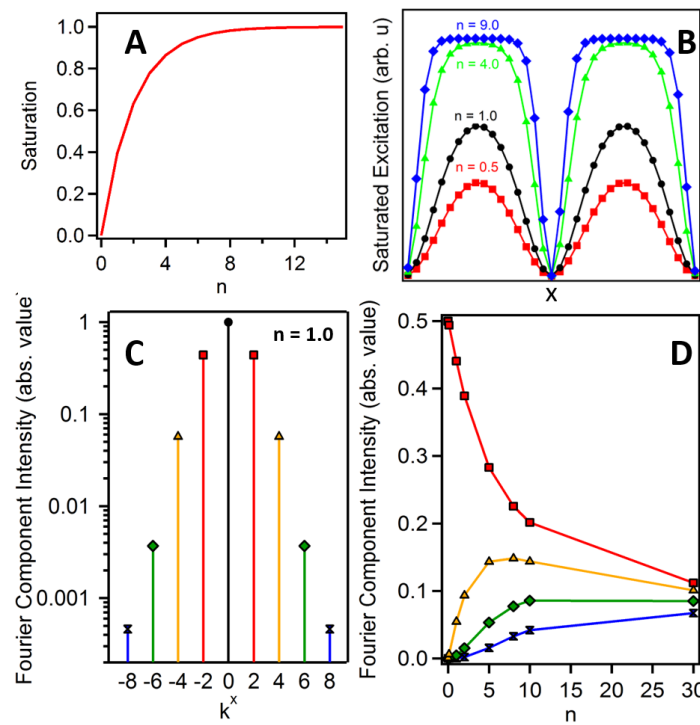 A
Saturation
1.0
0.8
0.6
0.4
0.2
0.0
0 4 8 12
n
B
Saturated Excitation (arb. u)
n = 9.0
n = 4.0
n = 1.0
n = 0.5
X
C
n = 1.0
Fourier Component Intensity (abs. value)
1
0.1
0.01
0.001
-8 -6 -4 -2 0 2 4 6 8
kˣ
D
Fourier Component Intensity (abs. value)
0.5
0.4
0.3
0.2
0.1
0.0
0 5 10 15 20 25 30
n